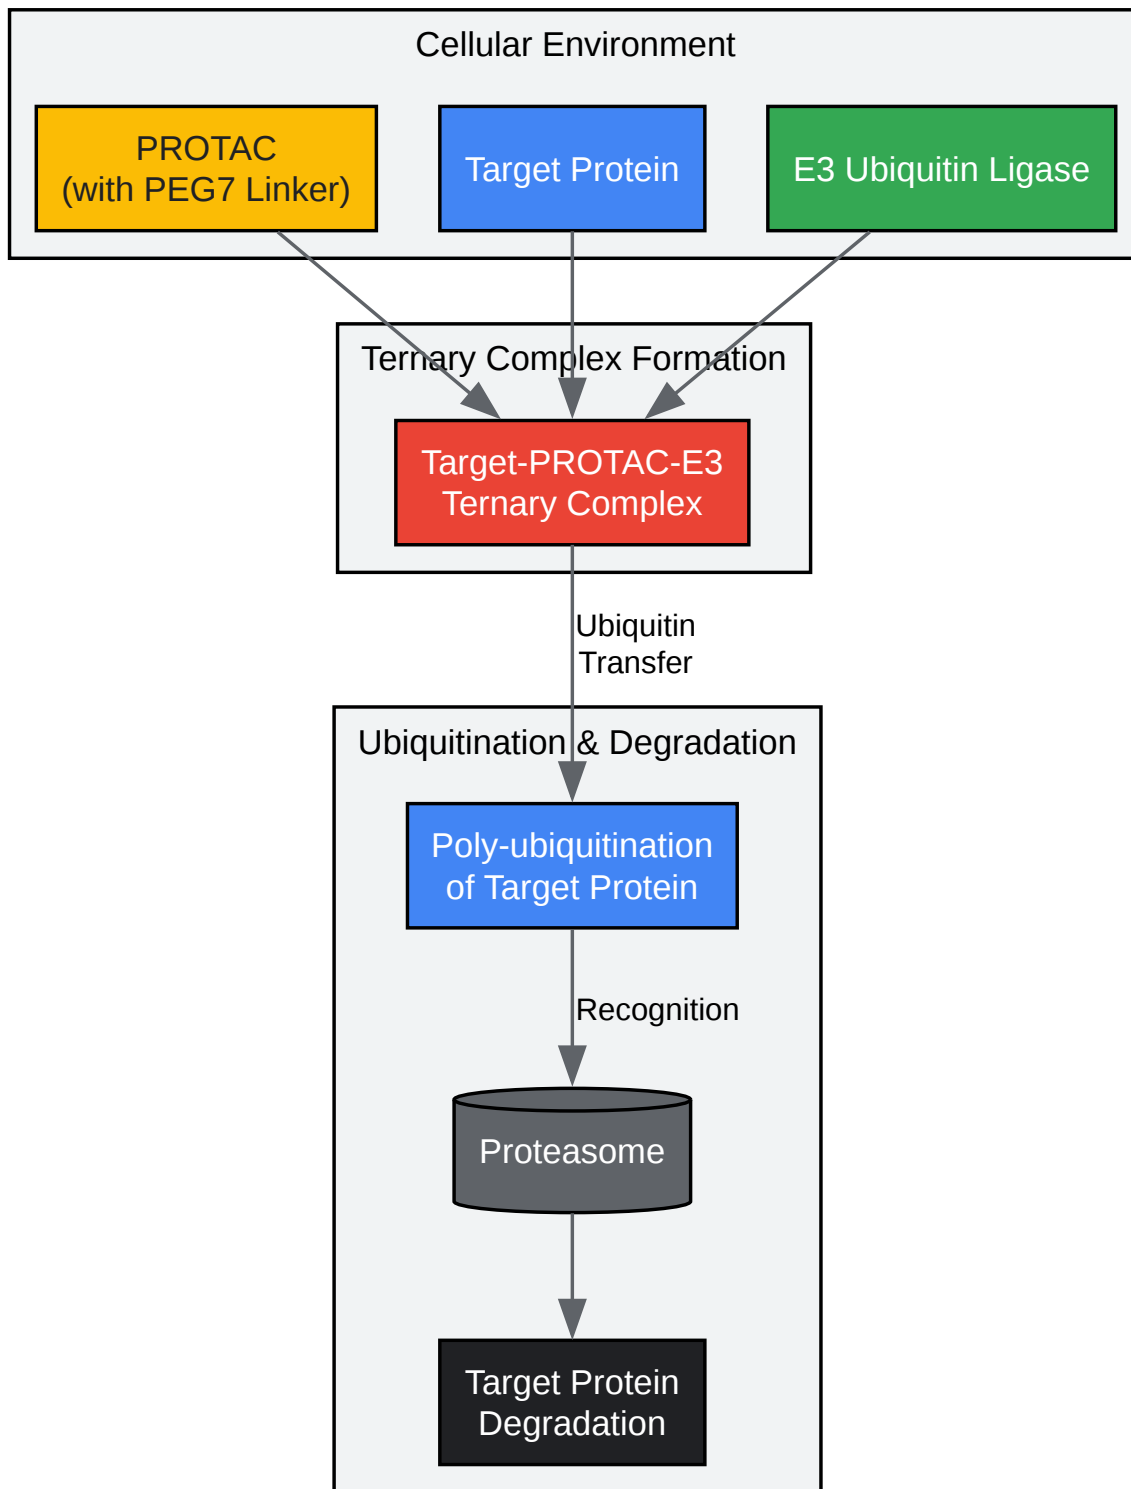 Cellular Environment
PROTAC
(with PEG7 Linker)
Target Protein
E3 Ubiquitin Ligase
Ternary Complex Formation
Target-PROTAC-E3
Ternary Complex
Ubiquitin
Transfer
Ubiquitination & Degradation
Poly-ubiquitination
of Target Protein
Recognition
Proteasome
Target Protein
Degradation